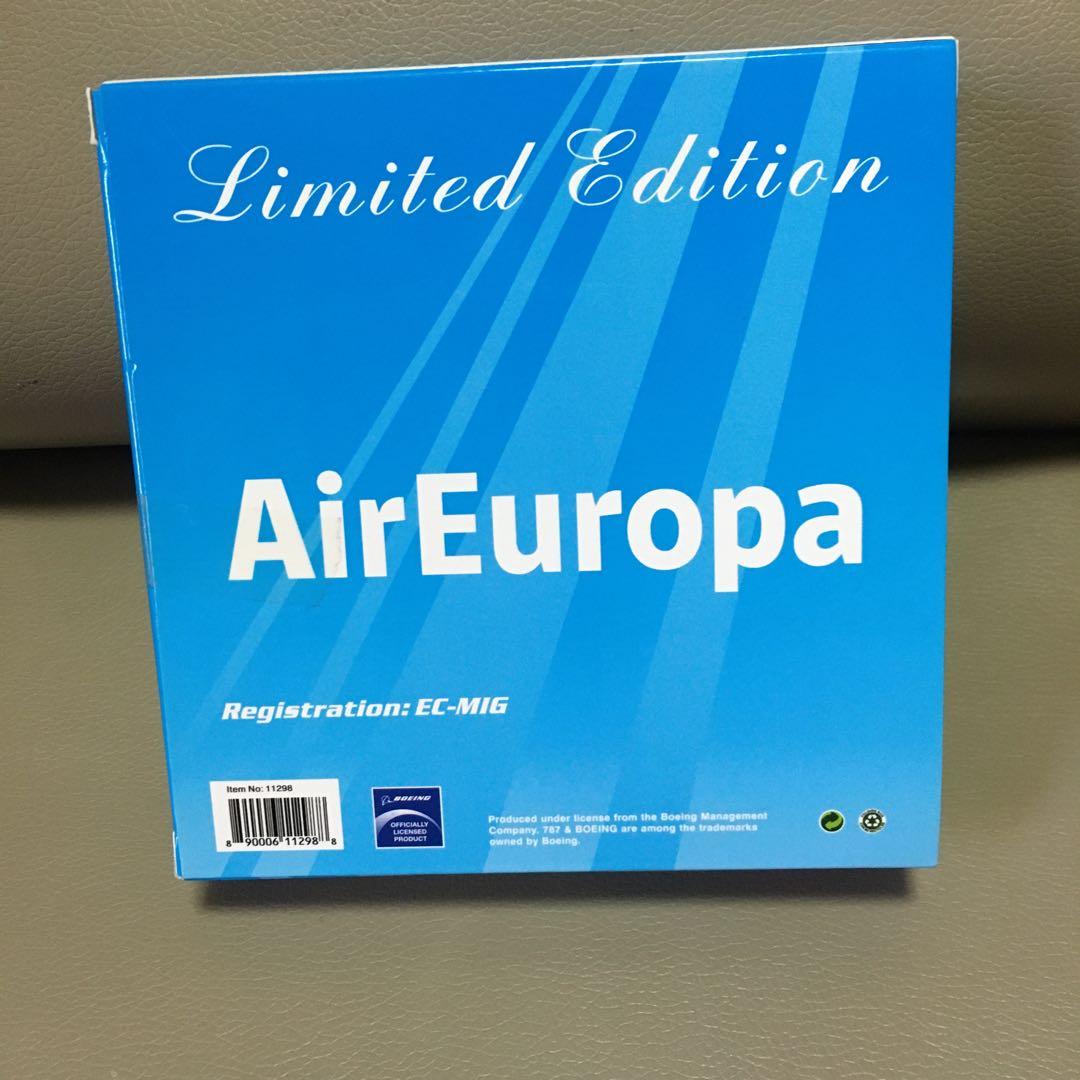 Limited Edition
AirEuropa
Registration: EC-MIG
Item No: 11298
8 90006 11298 8
BOEING
OFFICIALLY
LICENSED
PRODUCT
Produced under license from the Boeing Management
Company. 787 & BOEING are among the trademarks
owned by Boeing.